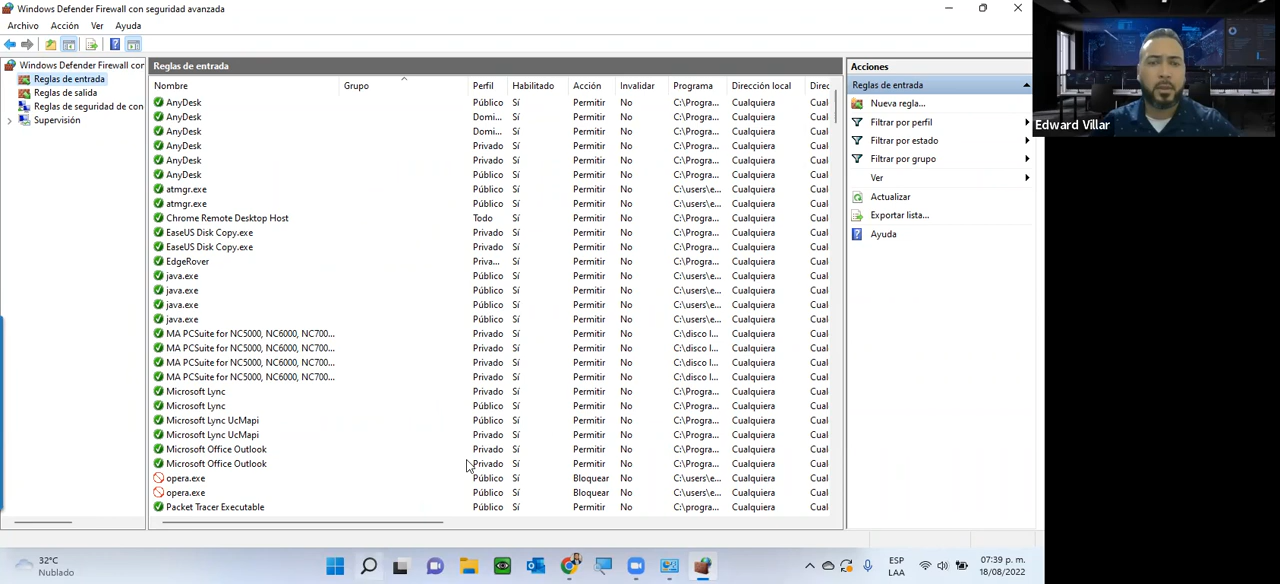 Windows Defender Firewall con seguridad avanzada
Archivo Acción Ver Ayuda
Windows Defender Firewall cor
Reglas de entrada
Reglas de salida
Reglas de seguridad de con
Supervisión
Reglas de entrada
Nombre Grupo Perfil Habilitado Acción Invalidar Programa Dirección local Direc
AnyDesk Público Sí Permitir No C:\Progra... Cualquiera Cual
AnyDesk Domi... Sí Permitir No C:\Progra... Cualquiera Cual
AnyDesk Domi... Sí Permitir No C:\Progra... Cualquiera Cual
AnyDesk Privado Sí Permitir No C:\Progra... Cualquiera Cual
AnyDesk Privado Sí Permitir No C:\Progra... Cualquiera Cual
AnyDesk Público Sí Permitir No C:\Progra... Cualquiera Cual
atmgr.exe Público Sí Permitir No C:\users\e... Cualquiera Cual
atmgr.exe Público Sí Permitir No C:\users\e... Cualquiera Cual
Chrome Remote Desktop Host Todo Sí Permitir No C:\Progra... Cualquiera Cual
EaseUS Disk Copy.exe Privado Sí Permitir No C:\Progra... Cualquiera Cual
EaseUS Disk Copy.exe Privado Sí Permitir No C:\Progra... Cualquiera Cual
EdgeRover Priva... Sí Permitir No C:\Progra... Cualquiera Cual
java.exe Público Sí Permitir No C:\users\e... Cualquiera Cual
java.exe Público Sí Permitir No C:\users\e... Cualquiera Cual
java.exe Público Sí Permitir No C:\users\e... Cualquiera Cual
java.exe Público Sí Permitir No C:\users\e... Cualquiera Cual
MA PCSuite for NC5000, NC6000, NC700... Privado Sí Permitir No C:\disco l... Cualquiera Cual
MA PCSuite for NC5000, NC6000, NC700... Privado Sí Permitir No C:\disco l... Cualquiera Cual
MA PCSuite for NC5000, NC6000, NC700... Privado Sí Permitir No C:\disco l... Cualquiera Cual
MA PCSuite for NC5000, NC6000, NC700... Privado Sí Permitir No C:\disco l... Cualquiera Cual
Microsoft Lync Privado Sí Permitir No C:\Progra... Cualquiera Cual
Microsoft Lync Público Sí Permitir No C:\Progra... Cualquiera Cual
Microsoft Lync UcMapi Público Sí Permitir No C:\Progra... Cualquiera Cual
Microsoft Lync UcMapi Privado Sí Permitir No C:\Progra... Cualquiera Cual
Microsoft Office Outlook Privado Sí Permitir No C:\Progra... Cualquiera Cual
Microsoft Office Outlook Privado Sí Permitir No C:\Progra... Cualquiera Cual
opera.exe Público Sí Bloquear No C:\users\e... Cualquiera Cual
opera.exe Público Sí Bloquear No C:\users\e... Cualquiera Cual
Packet Tracer Executable Público Sí Permitir No C:\progra... Cualquiera Cual
Acciones
Reglas de entrada
Nueva regla...
Filtrar por perfil
Filtrar por estado
Filtrar por grupo
Ver
Actualizar
Exportar lista...
Ayuda
Edward Villar
32°C
Nublado
ESP
LAA
07:39 p. m.
18/08/2022